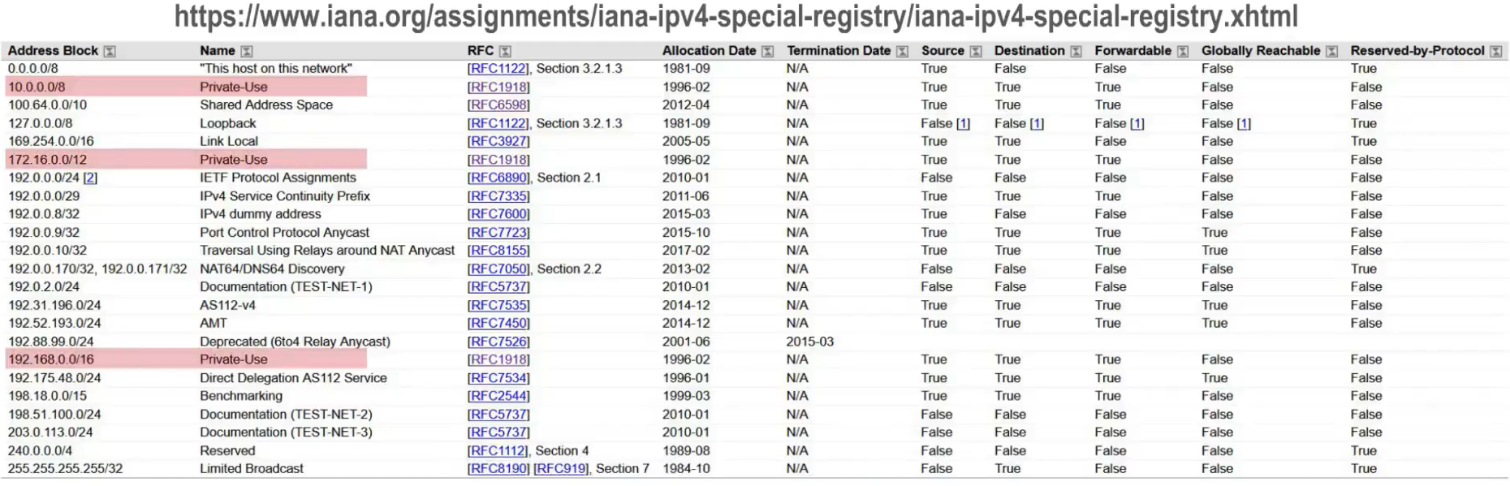 https://www.iana.org/assignments/iana-ipv4-special-registry/iana-ipv4-special-registry.xhtml
Address Block Name RFC Allocation Date Termination Date Source Destination Forwardable Globally Reachable Reserved-by-Protocol
0.0.0.0/8 "This host on this network" [RFC1122], Section 3.2.1.3 1981-09 N/A True False False False True
10.0.0.0/8 Private-Use [RFC1918] 1996-02 N/A True True True False False
100.64.0.0/10 Shared Address Space [RFC6598] 2012-04 N/A True True True False False
127.0.0.0/8 Loopback [RFC1122], Section 3.2.1.3 1981-09 N/A False [1] False [1] False [1] False [1] True
169.254.0.0/16 Link Local [RFC3927] 2005-05 N/A True True False False True
172.16.0.0/12 Private-Use [RFC1918] 1996-02 N/A True True True False False
192.0.0.0/24 [2] IETF Protocol Assignments [RFC6890], Section 2.1 2010-01 N/A False False False False False
192.0.0.0/29 IPv4 Service Continuity Prefix [RFC7335] 2011-06 N/A True True True False False
192.0.0.8/32 IPv4 dummy address [RFC7600] 2015-03 N/A True False False False False
192.0.0.9/32 Port Control Protocol Anycast [RFC7723] 2015-10 N/A True True True True False
192.0.0.10/32 Traversal Using Relays around NAT Anycast [RFC8155] 2017-02 N/A True True True True False
192.0.0.170/32, 192.0.0.171/32 NAT64/DNS64 Discovery [RFC7050], Section 2.2 2013-02 N/A False False False False True
192.0.2.0/24 Documentation (TEST-NET-1) [RFC5737] 2010-01 N/A False False False False False
192.31.196.0/24 AS112-v4 [RFC7535] 2014-12 N/A True True True True False
192.52.193.0/24 AMT [RFC7450] 2014-12 N/A True True True True False
192.88.99.0/24 Deprecated (6to4 Relay Anycast) [RFC7526] 2001-06 2015-03
192.168.0.0/16 Private-Use [RFC1918] 1996-02 N/A True True True False False
192.175.48.0/24 Direct Delegation AS112 Service [RFC7534] 1996-01 N/A True True True True False
198.18.0.0/15 Benchmarking [RFC2544] 1999-03 N/A True True True False False
198.51.100.0/24 Documentation (TEST-NET-2) [RFC5737] 2010-01 N/A False False False False False
203.0.113.0/24 Documentation (TEST-NET-3) [RFC5737] 2010-01 N/A False False False False False
240.0.0.0/4 Reserved [RFC1112], Section 4 1989-08 N/A False False False False True
255.255.255.255/32 Limited Broadcast [RFC8190] [RFC919], Section 7 1984-10 N/A False True False False True